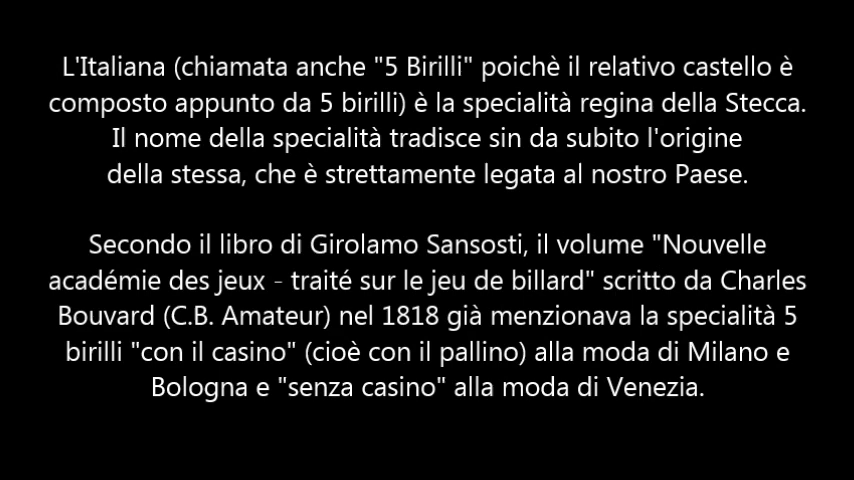 L'Italiana (chiamata anche "5 Birilli" poichè il relativo castello è
composto appunto da 5 birilli) è la specialità regina della Stecca.
Il nome della specialità tradisce sin da subito l'origine
della stessa, che è strettamente legata al nostro Paese.
Secondo il libro di Girolamo Sansosti, il volume "Nouvelle
académie des jeux - traité sur le jeu de billard" scritto da Charles
Bouvard (C.B. Amateur) nel 1818 già menzionava la specialità 5
birilli "con il casino" (cioè con il pallino) alla moda di Milano e
Bologna e "senza casino" alla moda di Venezia.